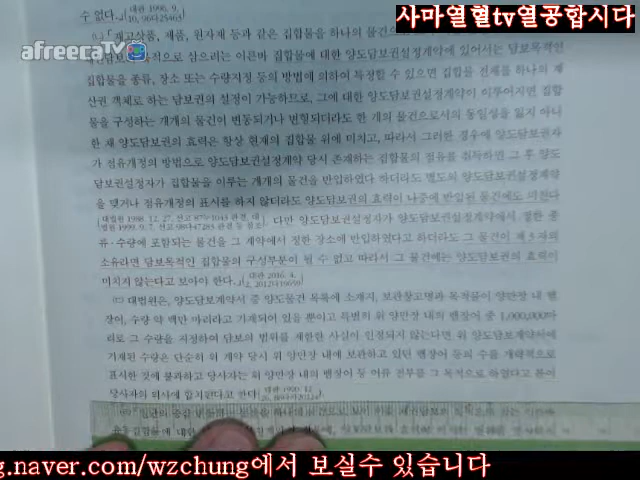 수 없다.」(대판 1996. 9. 10, 96다25463)
사마열혈tv열공합시다
afreecaTV
(ㄴ)「재고상품, 제품, 원자재 등과 같은 집합물을 하나의 물건으로
목적으로 삼으려는 이른바 집합물에 대한 양도담보권설정계약에 있어서는 담보목적인
집합물을 종류, 장소 또는 수량지정 등의 방법에 의하여 특정할 수 있으면 집합물 전체를 하나의 재
산권 객체로 하는 담보권의 설정이 가능하므로, 그에 대한 양도담보권설정계약이 이루어지면 집합
물을 구성하는 개개의 물건이 변동되거나 변형되더라도 한 개의 물건으로서의 동일성을 잃지 아니
한 채 양도담보권의 효력은 항상 현재의 집합물 위에 미치고, 따라서 그러한 경우에 양도담보권자
가 점유개정의 방법으로 양도담보권설정계약 당시 존재하는 집합물의 점유를 취득하면 그 후 양도
담보권설정자가 집합물을 이루는 개개의 물건을 반입하였다 하더라도 별도의 양도담보권설정계약
을 맺거나 점유개정의 표시를 하지 않더라도 양도담보권의 효력이 나중에 반입된 물건에도 미친다
다만 양도담보권설정자가 양도담보권설정계약에서 정한 종
류·수량에 포함되는 물건을 그 계약에서 정한 장소에 반입하였다고 하더라도 그 물건이 제3자의
소유라면 담보목적인 집합물의 구성부분이 될 수 없고 따라서 그 물건에는 양도담보권의 효력이
미치지 않는다고 보아야 한다.」(대판 2016. 4. 2, 2012다19659)
(ㄷ) 대법원은, 양도담보계약서 중 양도물건 목록에 소재지, 보관창고명과 목적물이 양만장 내 뱀
장어, 수량 약 백만 마리라고 기재되어 있을 뿐이고 특별히 위 양만장 내의 뱀장어 중 1,000,000마
리로 그 수량을 지정하여 담보의 범위를 제한한 사실이 인정되지 않는다면 위 양도담보계약서에
기재된 수량은 단순히 위 계약 당시 위 양만장 내에 보관하고 있던 뱀장어 등의 수를 개략적으로
표시한 것에 불과하고 당사자는 위 양만장 내의 뱀장어 등 어류 전부를 그 목적으로 하였다고 봄이
당사자의 의사에 합치된다고 한다
g.naver.com/wzchung에서 보실수 있습니다